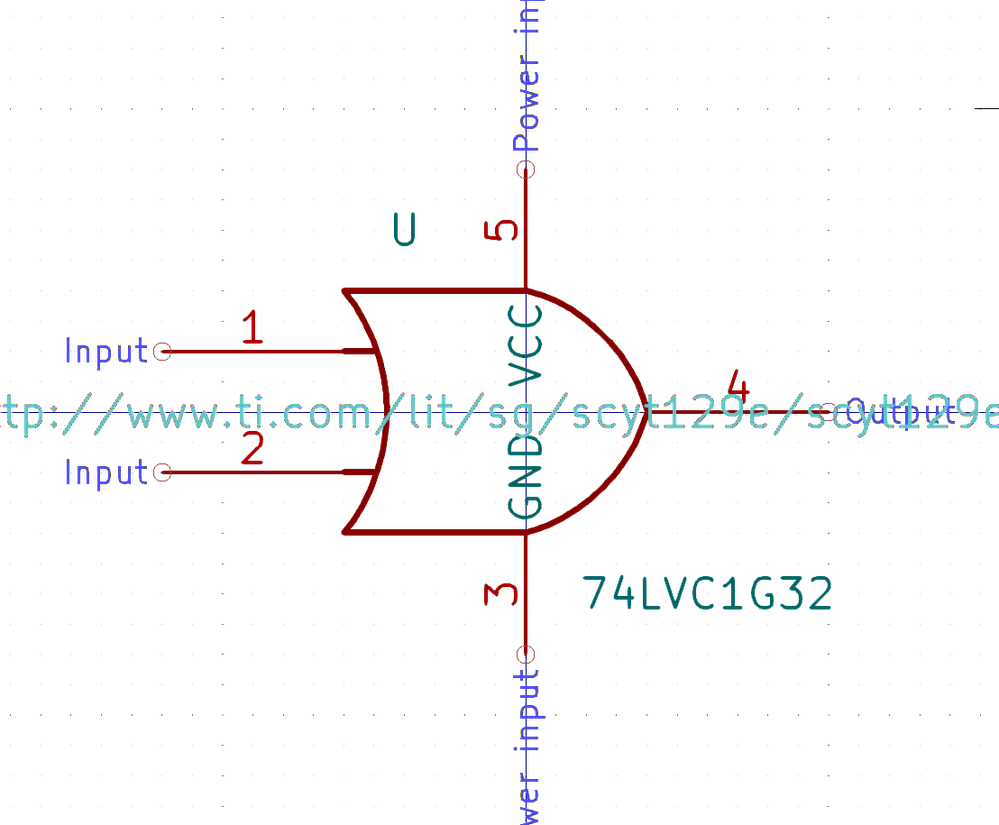 Power in
U
5
VCC
1
Input
4
tp://www.ti.com/lit/sg/scyt129e/scyt129e
Output
2
Input
GND
3
74LVC1G32
wer input